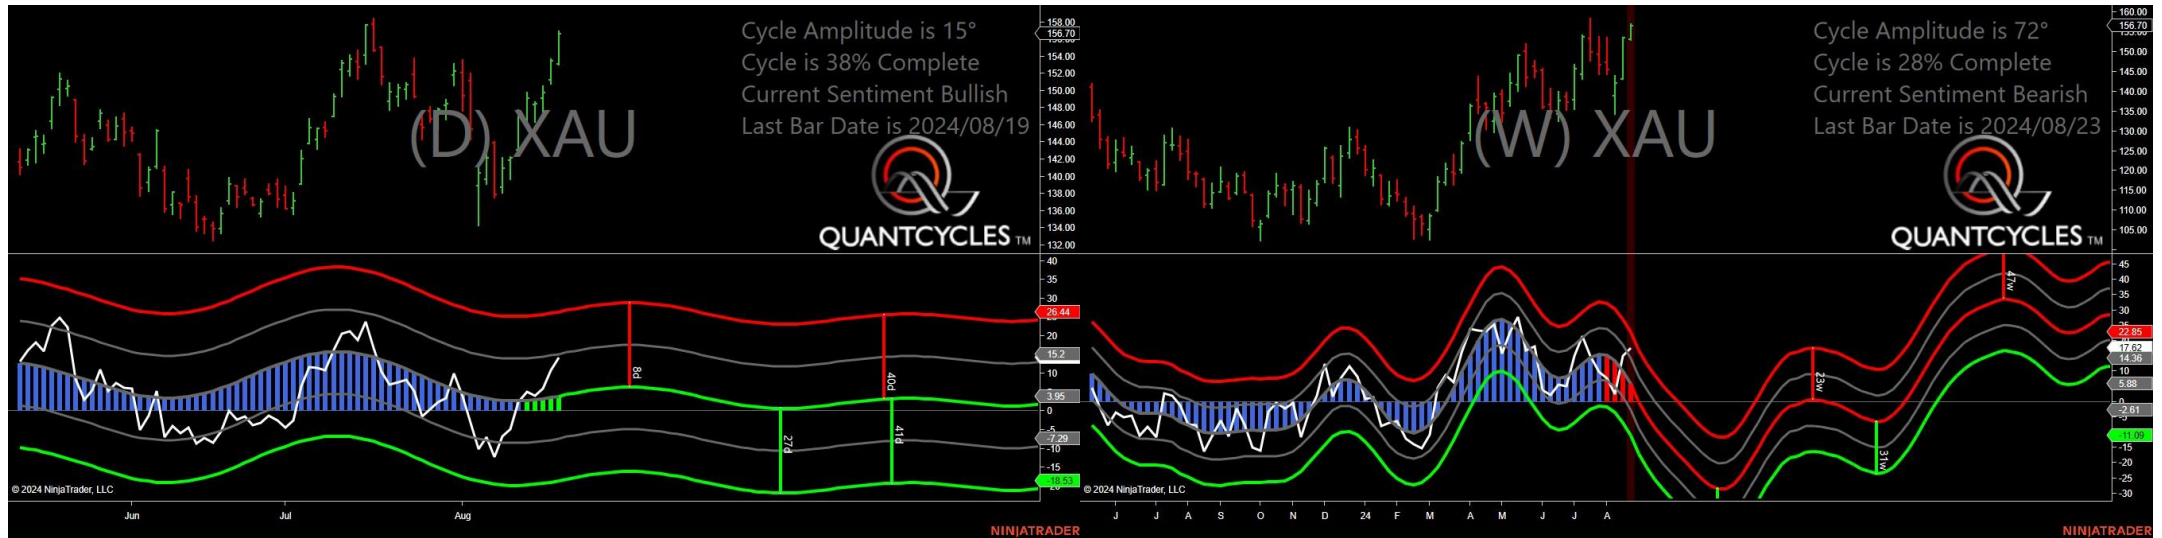 Cycle Amplitude is 15°
Cycle is 38% Complete
Current Sentiment Bullish
Last Bar Date is 2024/08/19
(D) XAU
QUANTCYCLES TM
158.00
156.70
154.00
152.00
150.00
148.00
146.00
144.00
142.00
140.00
138.00
136.00
134.00
132.00
40
35
30
26.44
20
15.2
10
3.95
0
-5
-7.29
-10
-15
-18.53
8d
27d
40d
41d
© 2024 NinjaTrader, LLC
Jun Jul Aug
NINJATRADER
Cycle Amplitude is 72°
Cycle is 28% Complete
Current Sentiment Bearish
Last Bar Date is 2024/08/23
(W) XAU
QUANTCYCLES TM
160.00
156.70
150.00
145.00
140.00
135.00
130.00
125.00
120.00
115.00
110.00
105.00
45
40
35
30
22.85
17.62
14.36
5.88
0
-2.61
-11.09
-15
-20
-25
-30
23w
31w
47w
© 2024 NinjaTrader, LLC
J J A S O N D 24 F M A M J J A
NINJATRADER